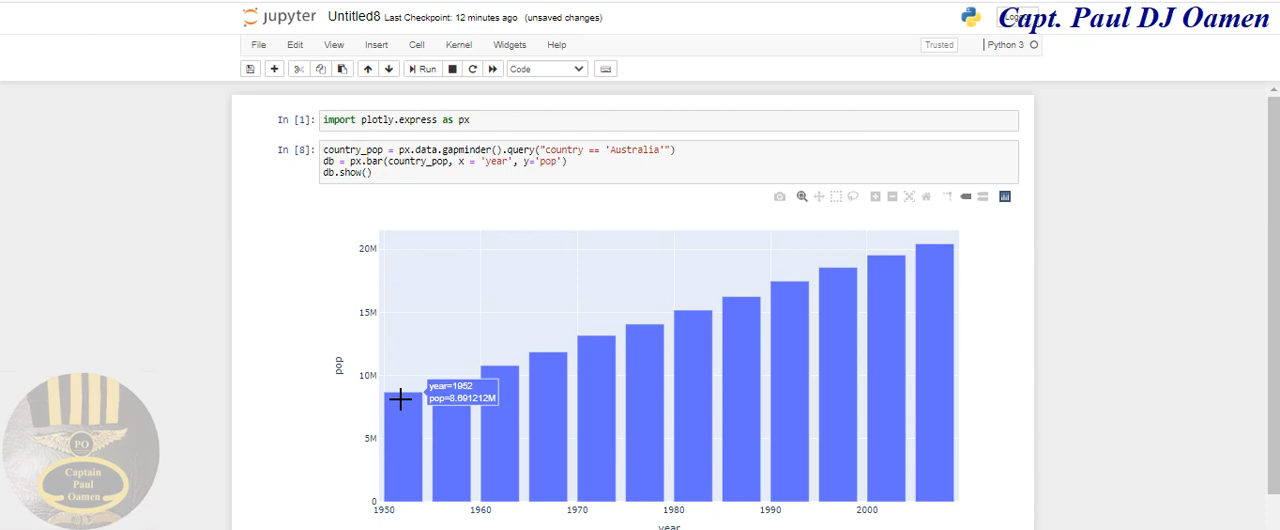 jupyter Untitled8 Last Checkpoint: 12 minutes ago (unsaved changes)
Capt. Paul DJ Oamen
File Edit View Insert Cell Kernel Widgets Help
Trusted Python 3
Run Code
In [1]: import plotly.express as px
In [8]: country_pop = px.data.gapminder().query("country == 'Australia'")
db = px.bar(country_pop, x = 'year', y='pop')
db.show()
20M
15M
pop
10M
year=1952
pop=8.691212M
5M
0
1950 1960 1970 1980 1990 2000
year
PO
Captain
Paul
Oamen